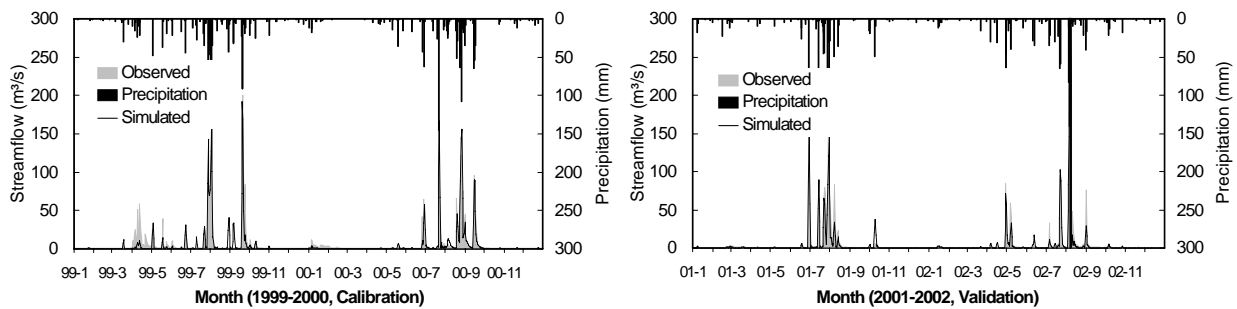 300
250
200
150
100
50
0
Streamflow (m³/s)
Observed
Precipitation
Simulated
0
50
100
150
200
250
300
Precipitation (mm)
99-1 99-3 99-5 99-7 99-9 99-11 00-1 00-3 00-5 00-7 00-9 00-11
Month (1999-2000, Calibration)
300
250
200
150
100
50
0
Streamflow (m³/s)
Observed
Precipitation
Simulated
0
50
100
150
200
250
300
Precipitation (mm)
01-1 01-3 01-5 01-7 01-9 01-11 02-1 02-3 02-5 02-7 02-9 02-11
Month (2001-2002, Validation)